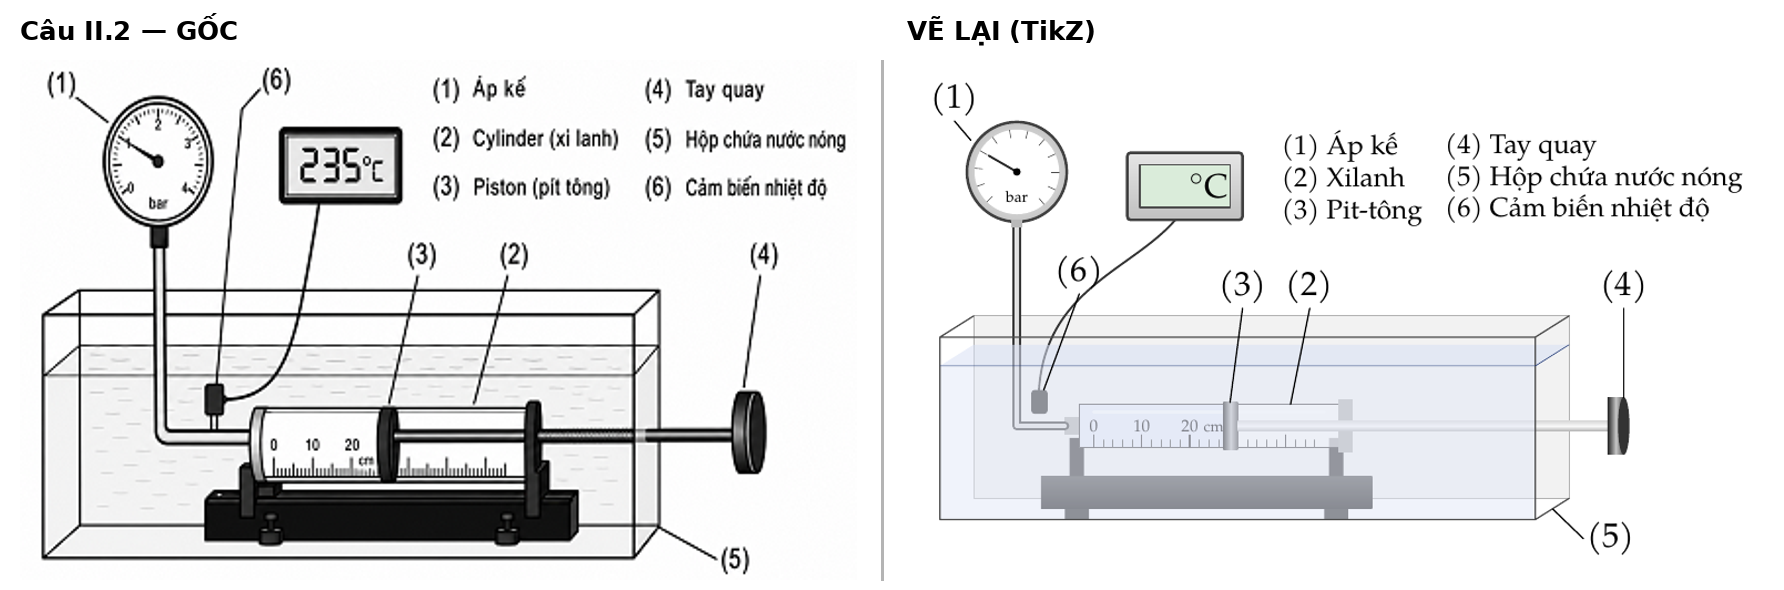 Câu II.2 — GỐC
(1)
(6)
(1) Áp kế
(4) Tay quay
(2) Cylinder (xi lanh)
(5) Hộp chứa nước nóng
(3) Piston (pít tông)
(6) Cảm biến nhiệt độ
0 1 2 3 4
bar
235°C
(3)
(2)
(4)
0 10 20
cm
(5)
VẼ LẠI (TikZ)
(1)
bar
°C
(1) Áp kế
(4) Tay quay
(2) Xilanh
(5) Hộp chứa nước nóng
(3) Pit-tông
(6) Cảm biến nhiệt độ
(6)
(3)
(2)
(4)
0 10 20 cm
(5)